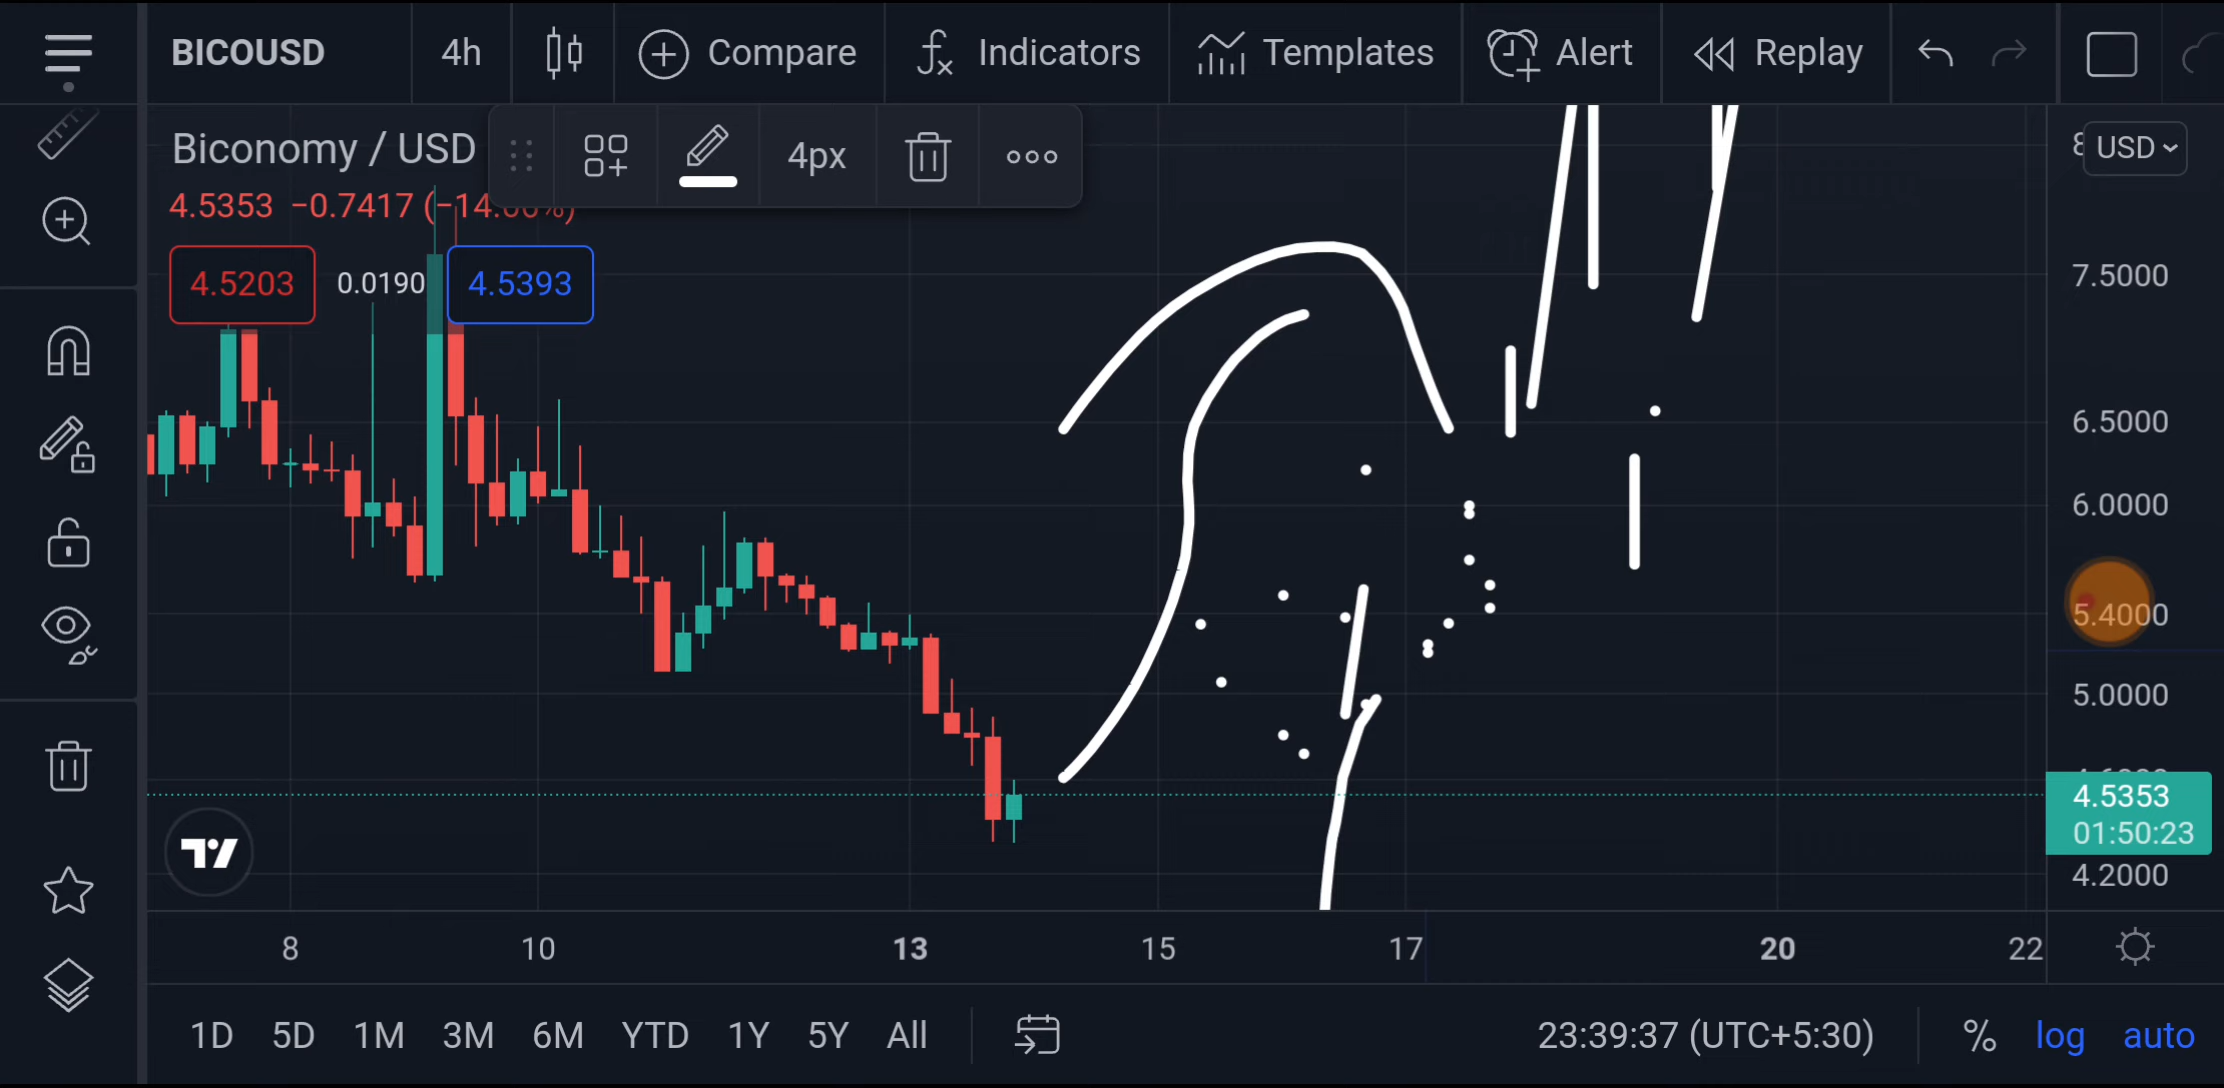 BICOUSD 4h Compare Indicators Templates Alert Replay
Biconomy / USD
4px
USD
4.5353 −0.7417
4.5203 0.0190 4.5393
7.5000
6.5000
6.0000
5.4000
5.0000
4.5353
01:50:23
4.2000
8 10 13 15 17 20 22
1D 5D 1M 3M 6M YTD 1Y 5Y All
23:39:37 (UTC+5:30) % log auto